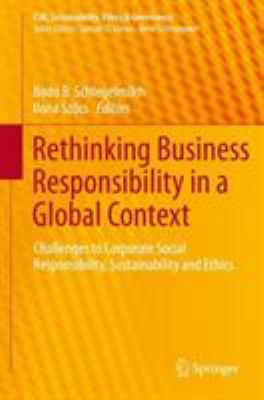 CSR, Sustainability, Ethics & Governance
Bodo B. Schlegelmilch
Ilona Szőcs Editors
Rethinking Business
Responsibility in a
Global Context
Challenges to Corporate Social
Responsibility, Sustainability and Ethics
Springer